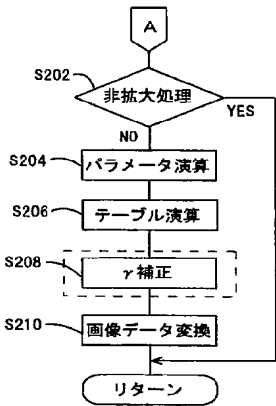 A
S202
非拡大処理
YES
NO
S204
パラメータ演算
S206
テーブル演算
S208
γ補正
S210
画像データ変換
リターン